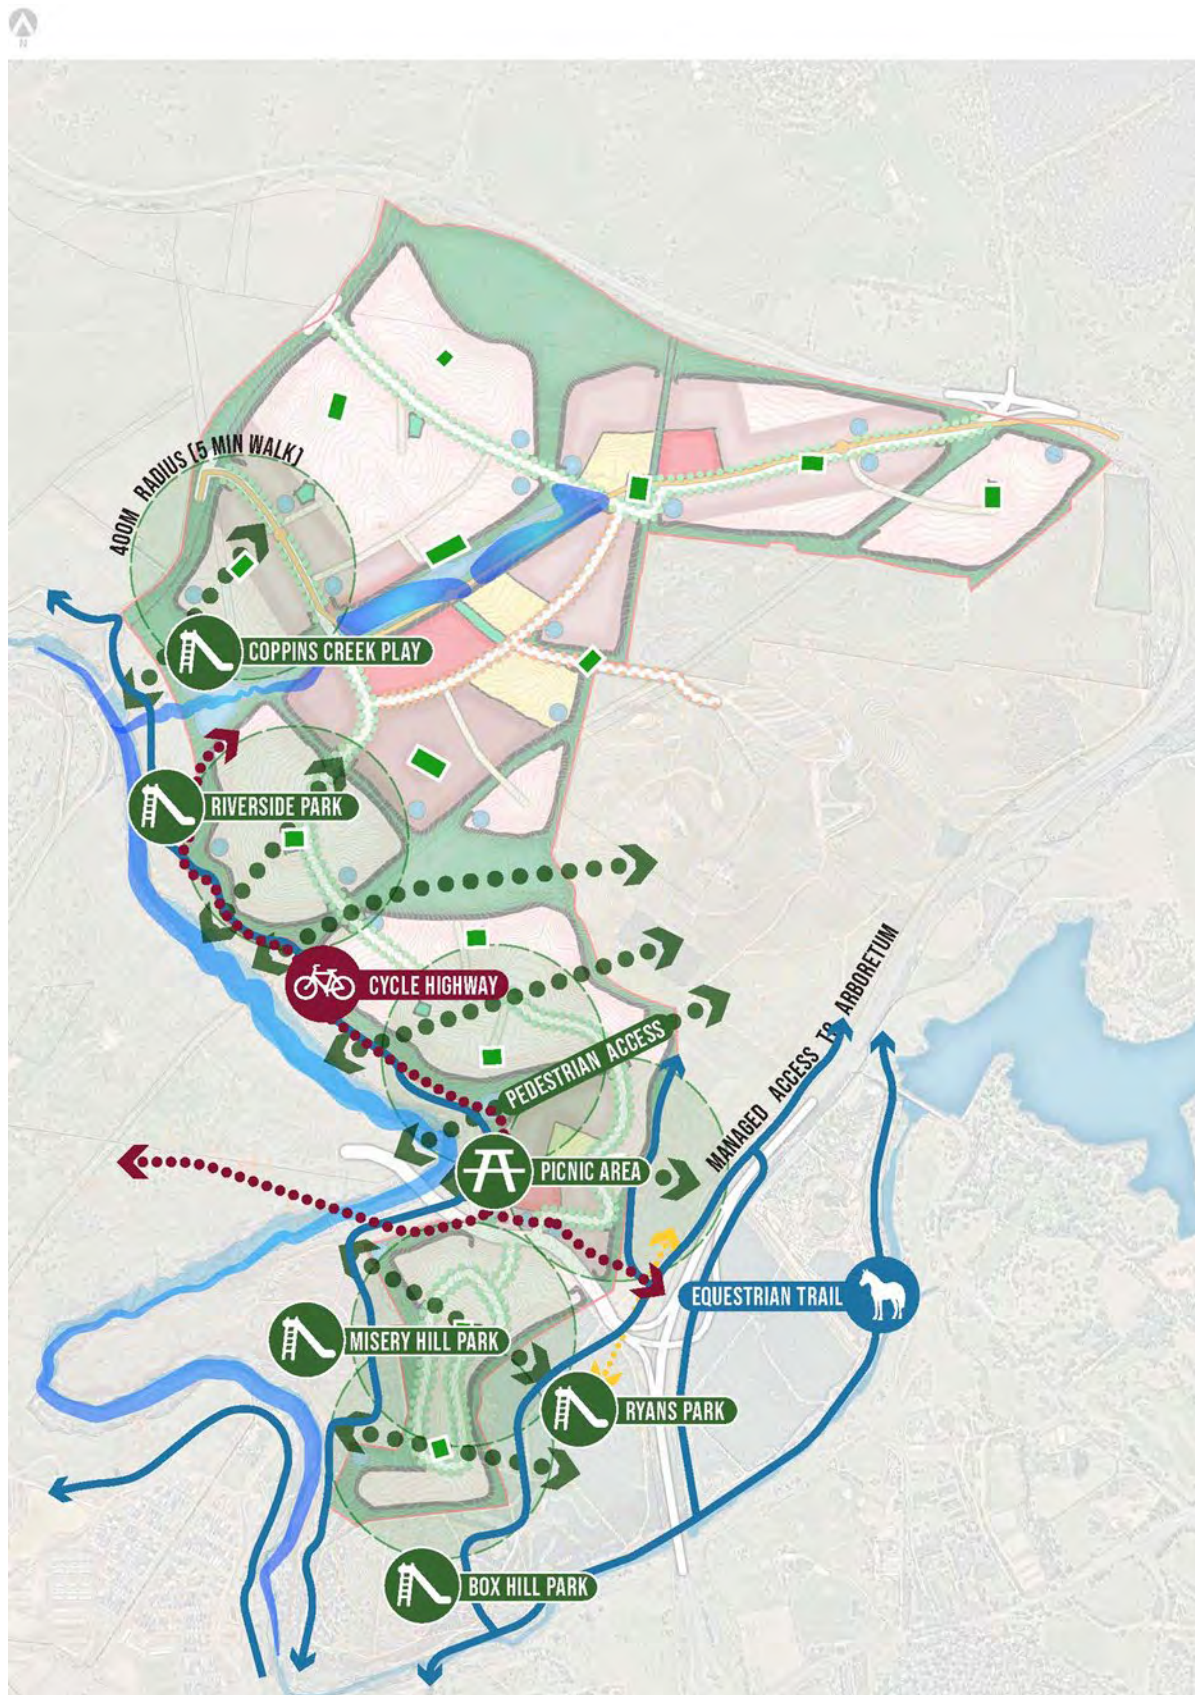 N
400M RADIUS (5 MIN WALK)
COPPINS CREEK PLAY
RIVERSIDE PARK
CYCLE HIGHWAY
PEDESTRIAN ACCESS
MANAGED ACCESS TO ARBORETUM
PICNIC AREA
EQUESTRIAN TRAIL
MISERY HILL PARK
RYANS PARK
BOX HILL PARK